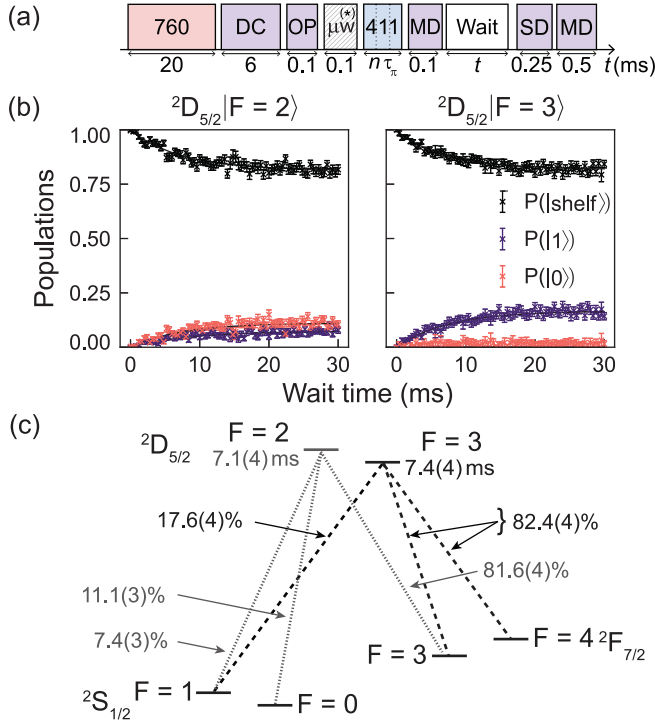 (a)
760 DC OP μw(*) 411 MD Wait SD MD
20 6 0.1 0.1 nτπ 0.1 t 0.25 0.5 t(ms)
(b)
²D5/2|F = 2⟩ ²D5/2|F = 3⟩
Populations
1.00
0.75
0.50
0.25
0.00
P(|shelf⟩)
P(|1⟩)
P(|0⟩)
0 10 20 30 0 10 20 30
Wait time (ms)
(c)
²D5/2 F = 2 F = 3
7.1(4) ms 7.4(4) ms
17.6(4)% } 82.4(4)%
11.1(3)% 81.6(4)%
7.4(3)%
F = 3 F = 4 ²F7/2
²S1/2 F = 1 F = 0